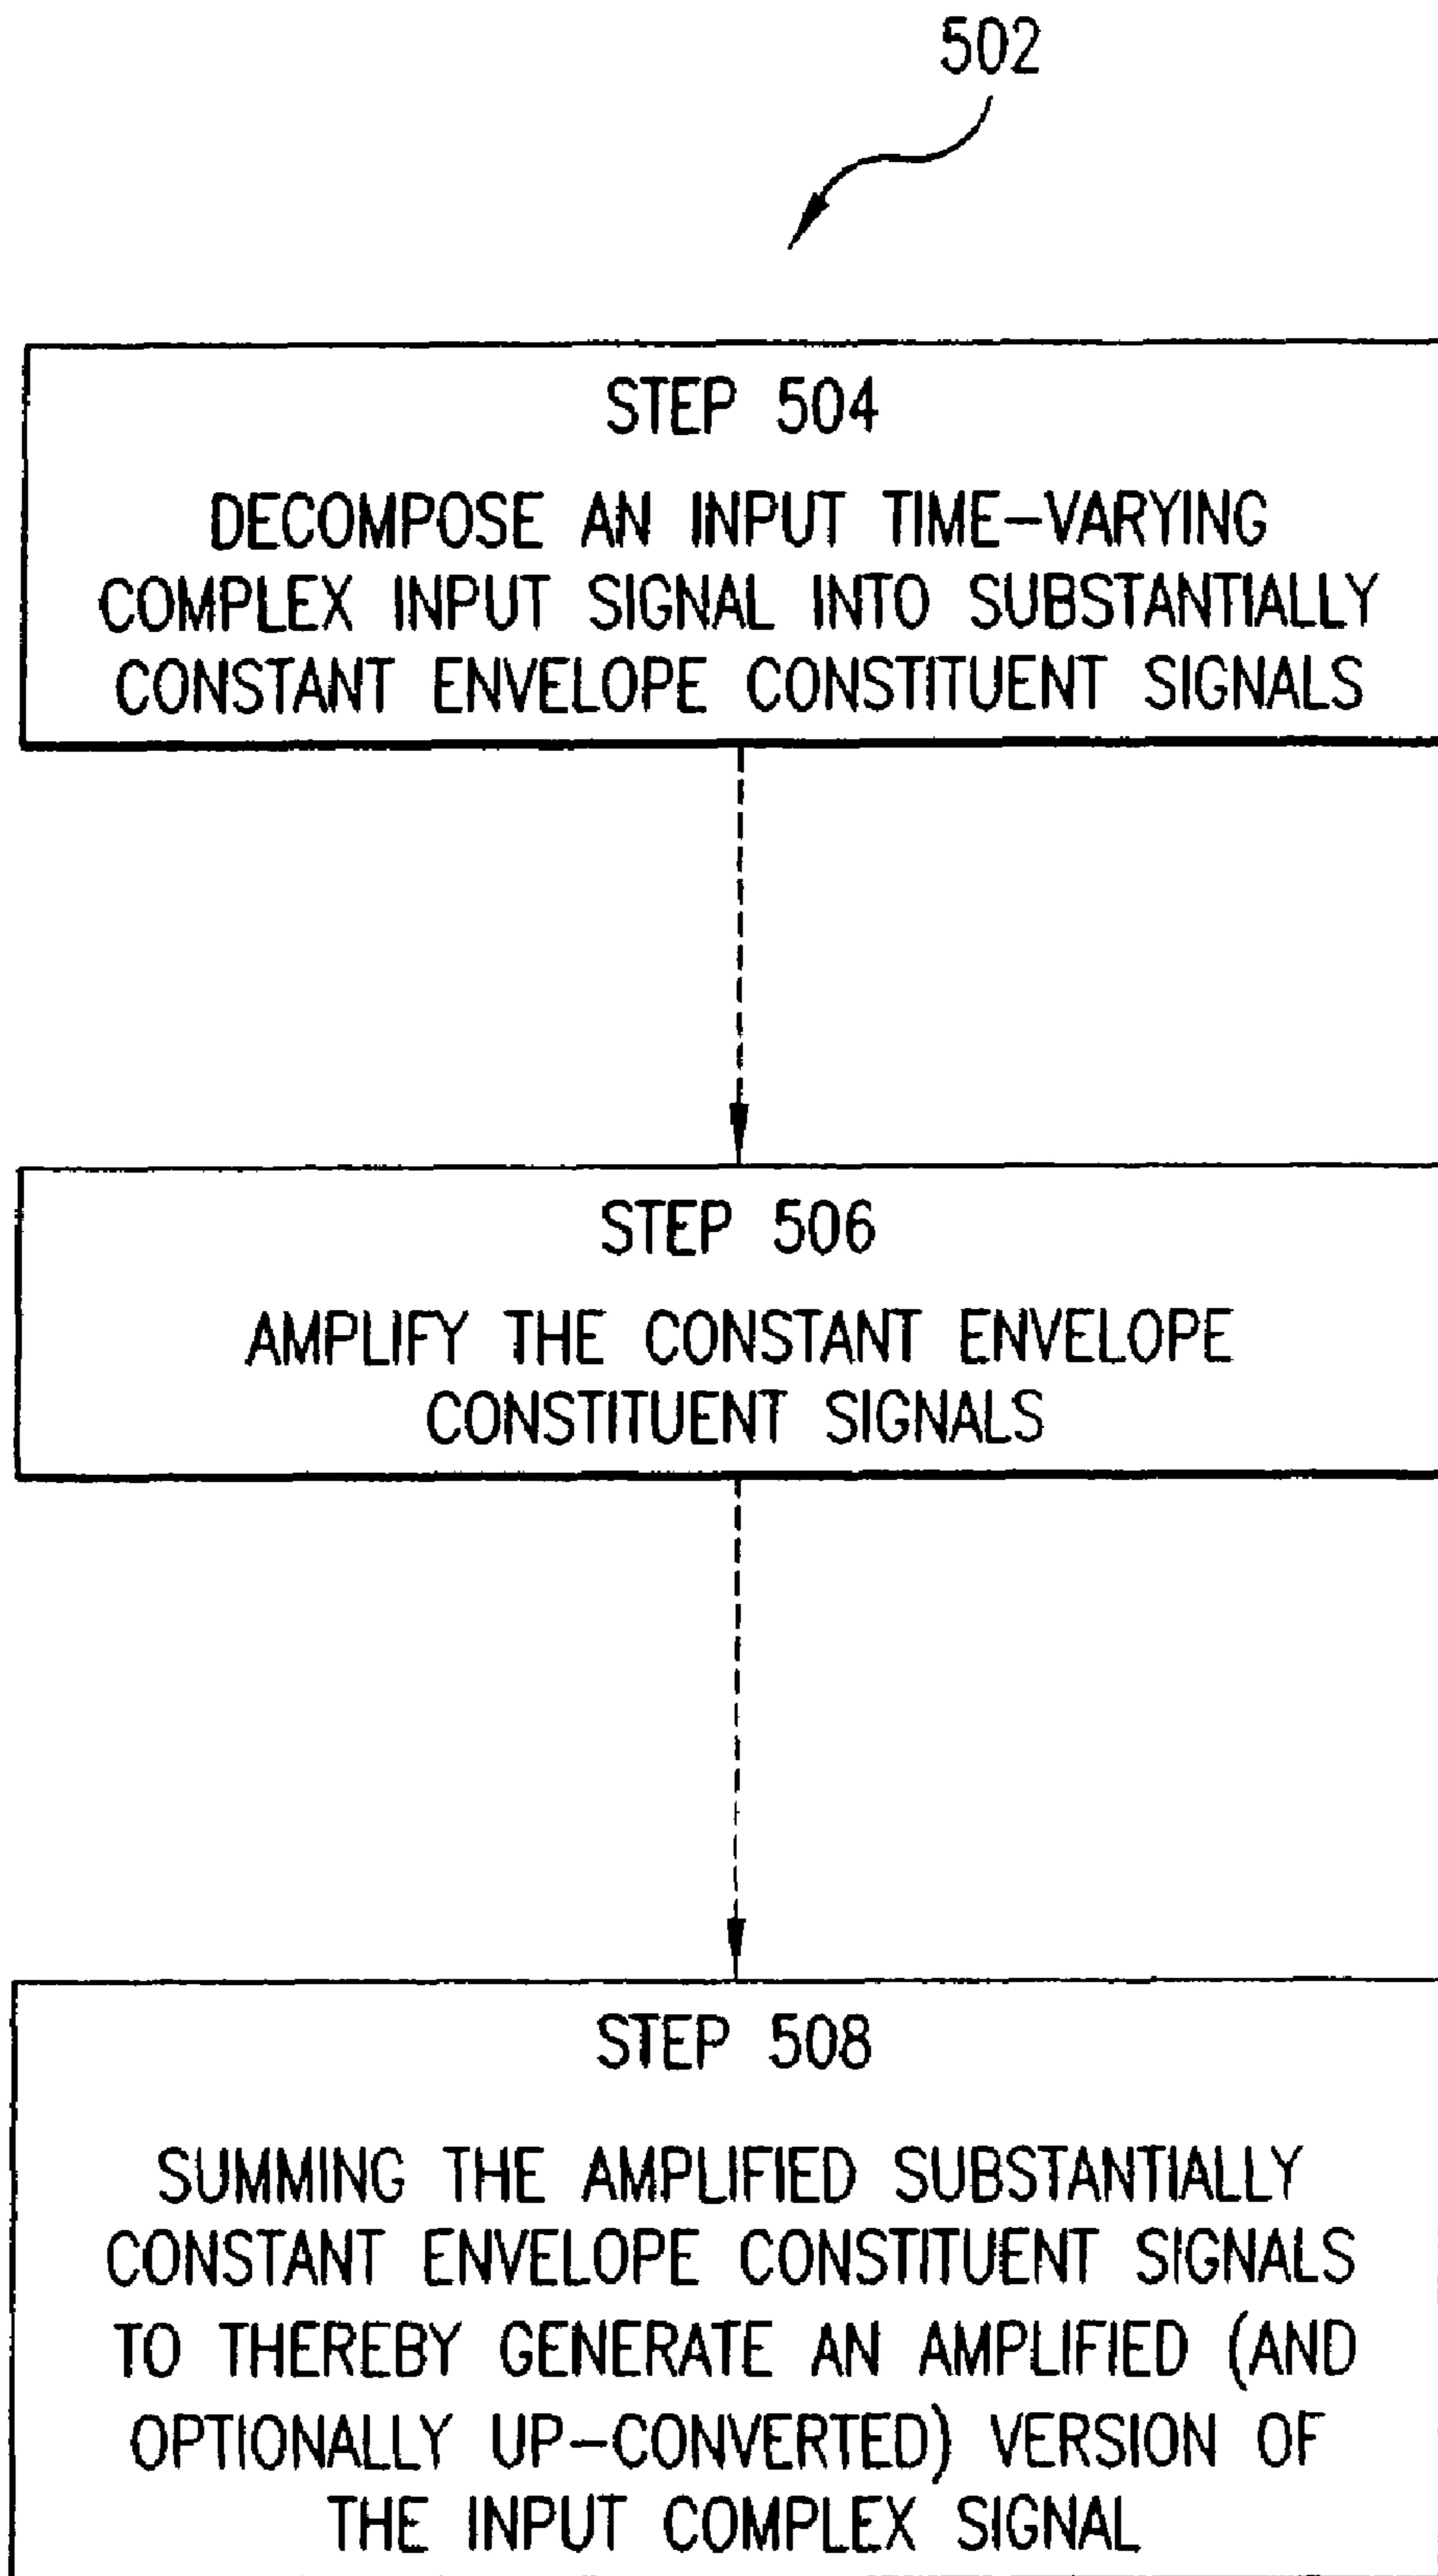 502
STEP 504
DECOMPOSE AN INPUT TIME-VARYING
COMPLEX INPUT SIGNAL INTO SUBSTANTIALLY
CONSTANT ENVELOPE CONSTITUENT SIGNALS
STEP 506
AMPLIFY THE CONSTANT ENVELOPE
CONSTITUENT SIGNALS
STEP 508
SUMMING THE AMPLIFIED SUBSTANTIALLY
CONSTANT ENVELOPE CONSTITUENT SIGNALS
TO THEREBY GENERATE AN AMPLIFIED (AND
OPTIONALLY UP-CONVERTED) VERSION OF
THE INPUT COMPLEX SIGNAL